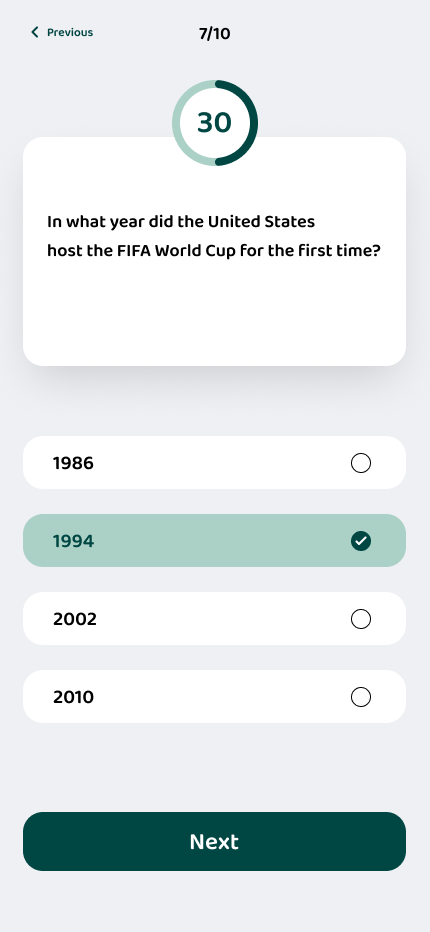 Previous
7/10
30
In what year did the United States
host the FIFA World Cup for the first time?
1986
1994
2002
2010
Next